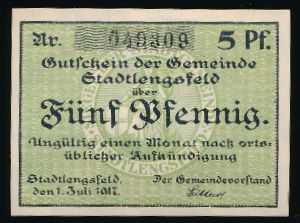 Nr. 049309 5 Pf.
Gutschein der Gemeinde
Stadtlengsfeld
über
Fünf Pfennig.
Ungültig einen Monat nach orts-
üblicher Aufkündigung
Stadtlengsfeld. Der Gemeindevorstand
den 1. Juli 1917.